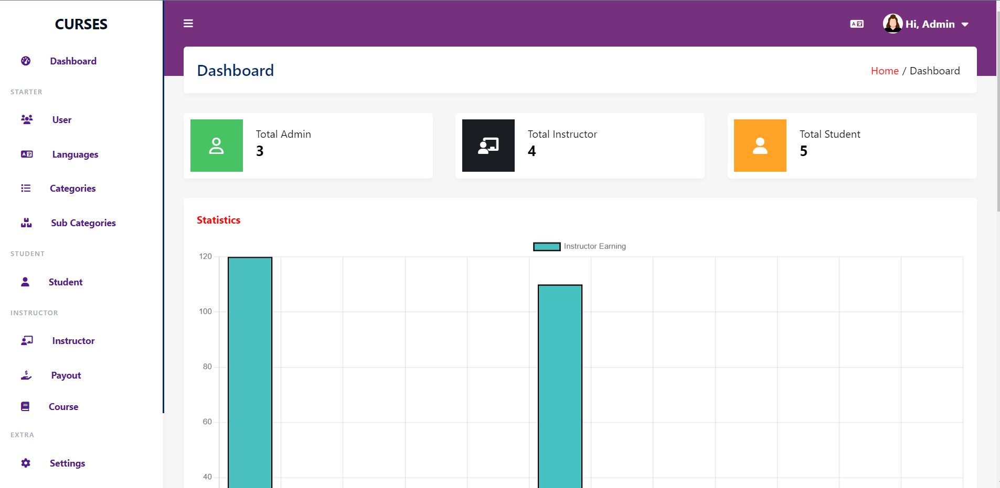 CURSES
Dashboard
STARTER
User
Languages
Categories
Sub Categories
STUDENT
Student
INSTRUCTOR
Instructor
Payout
Course
EXTRA
Settings
Hi, Admin
Dashboard
Home / Dashboard
Total Admin
3
Total Instructor
4
Total Student
5
Statistics
Instructor Earning
120
100
80
60
40